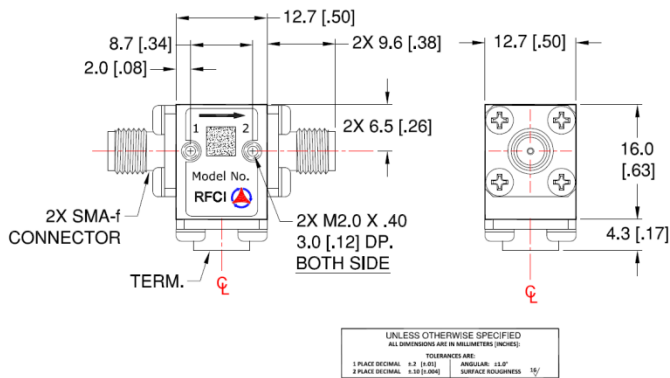 12.7 [.50]
8.7 [.34]
2X 9.6 [.38]
2.0 [.08]
12.7 [.50]
1
2
2X 6.5 [.26]
Model No.
RFCI
16.0
[.63]
2X SMA-f
CONNECTOR
2X M2.0 X .40
3.0 [.12] DP.
BOTH SIDE
4.3 [.17]
TERM.
℄
℄
UNLESS OTHERWISE SPECIFIED
ALL DIMENSIONS ARE IN MILLIMETERS [INCHES]:
TOLERANCES ARE:
1 PLACE DECIMAL ±.2 [±.01] ANGULAR: ±1.0°
2 PLACE DECIMAL ±.10 [±.004] SURFACE ROUGHNESS 16/